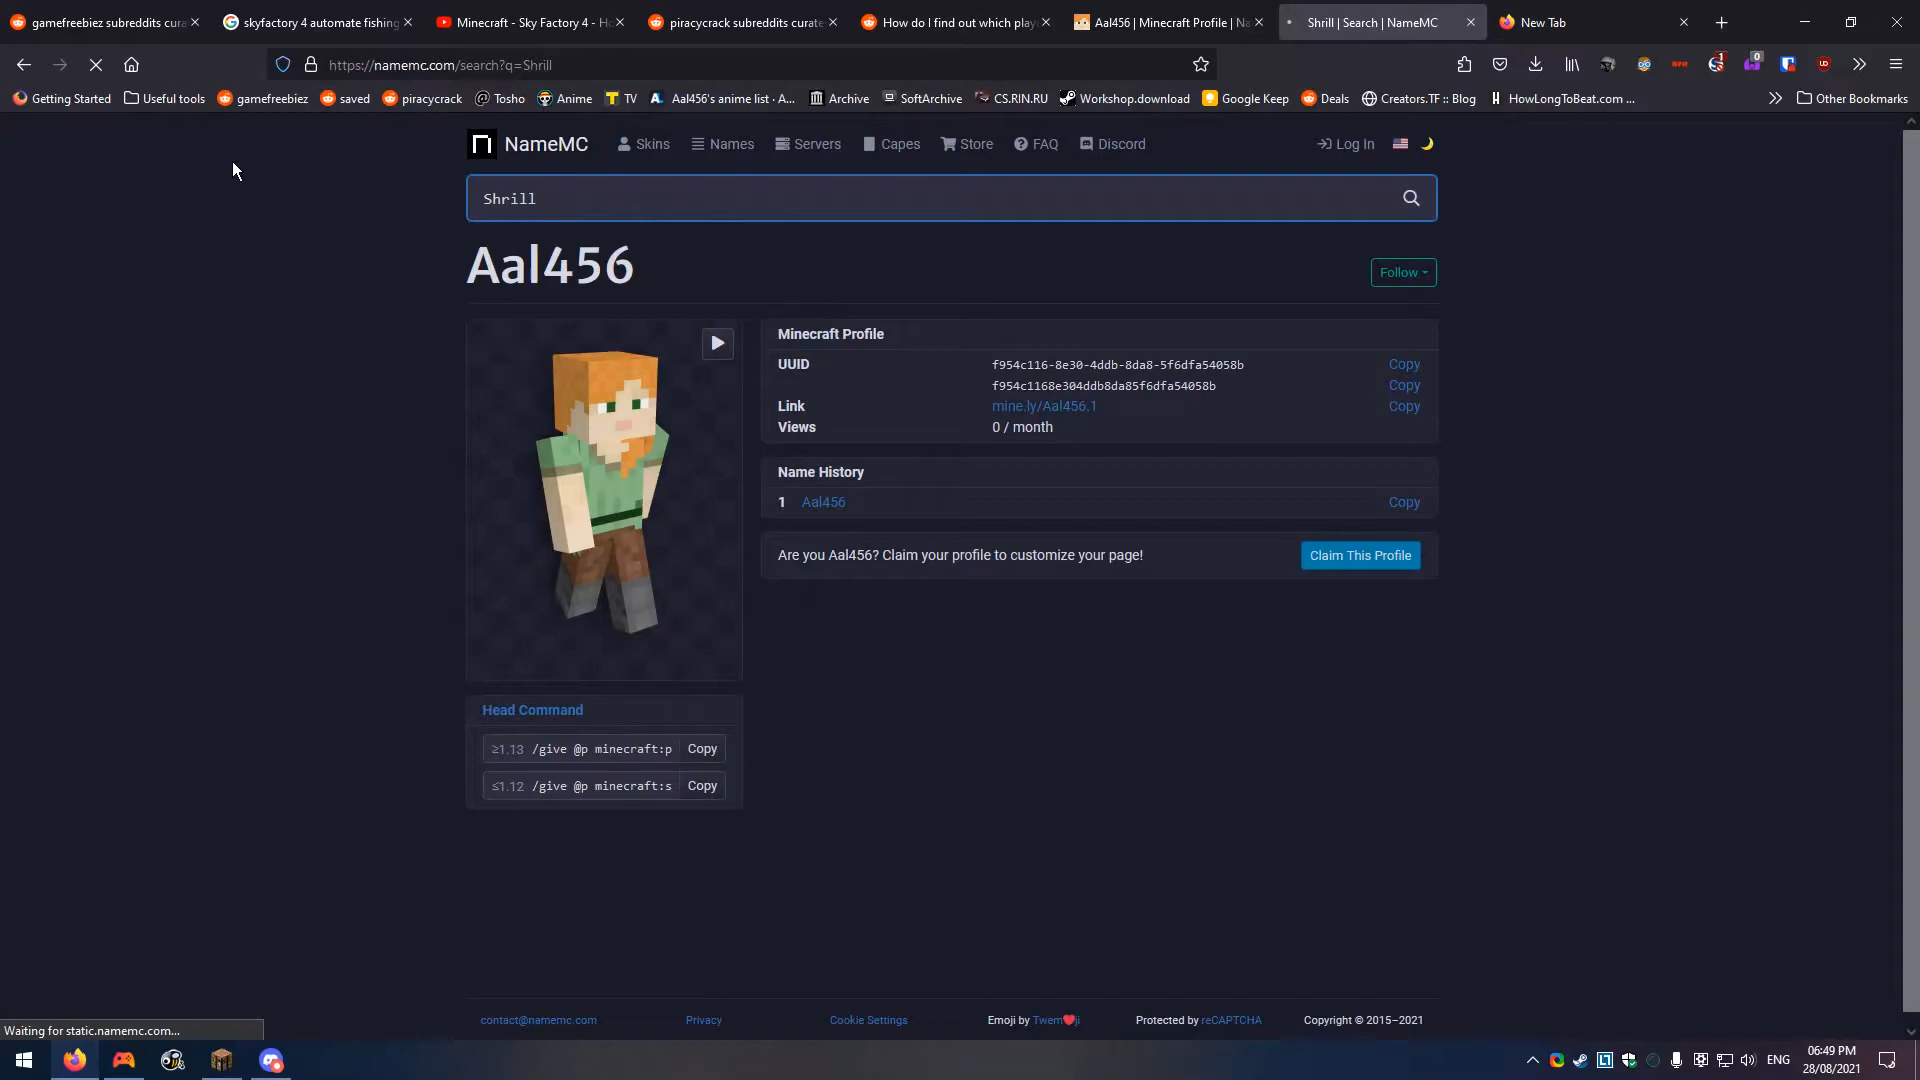 gamefreebiez subreddits cura
skyfactory 4 automate fishing
Minecraft - Sky Factory 4 - Ho
piracycrack subreddits curate
How do I find out which play
Aal456 | Minecraft Profile | Na
Shrill | Search | NameMC
New Tab
https://namemc.com/search?q=Shrill
1
0
Getting Started
Useful tools
gamefreebiez
saved
piracycrack
Tosho
Anime
TV
Aal456's anime list · A...
Archive
SoftArchive
CS.RIN.RU
Workshop.download
Google Keep
Deals
Creators.TF :: Blog
HowLongToBeat.com ...
Other Bookmarks
NameMC
Skins
Names
Servers
Capes
Store
FAQ
Discord
Log In
Shrill
Aal456
Follow
Minecraft Profile
UUID
f954c116-8e30-4ddb-8da8-5f6dfa54058b
Copy
f954c1168e304ddb8da85f6dfa54058b
Copy
Link
mine.ly/Aal456.1
Copy
Views
0 / month
Name History
1 Aal456
Copy
Are you Aal456? Claim your profile to customize your page!
Claim This Profile
Head Command
≥1.13 /give @p minecraft:p
Copy
≤1.12 /give @p minecraft:s
Copy
contact@namemc.com
Privacy
Cookie Settings
Emoji by Twem❤️ji
Protected by reCAPTCHA
Copyright © 2015–2021
Waiting for static.namemc.com...
ENG
06:49 PM
28/08/2021